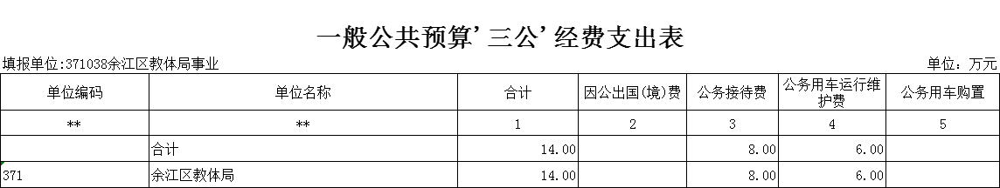 一般公共预算'三公'经费支出表
填报单位:371038余江区教体局事业 单位：万元
单位编码 单位名称 合计 因公出国(境)费 公务接待费 公务用车运行维护费 公务用车购置
** ** 1 2 3 4 5
合计 14.00 8.00 6.00
371 余江区教体局 14.00 8.00 6.00